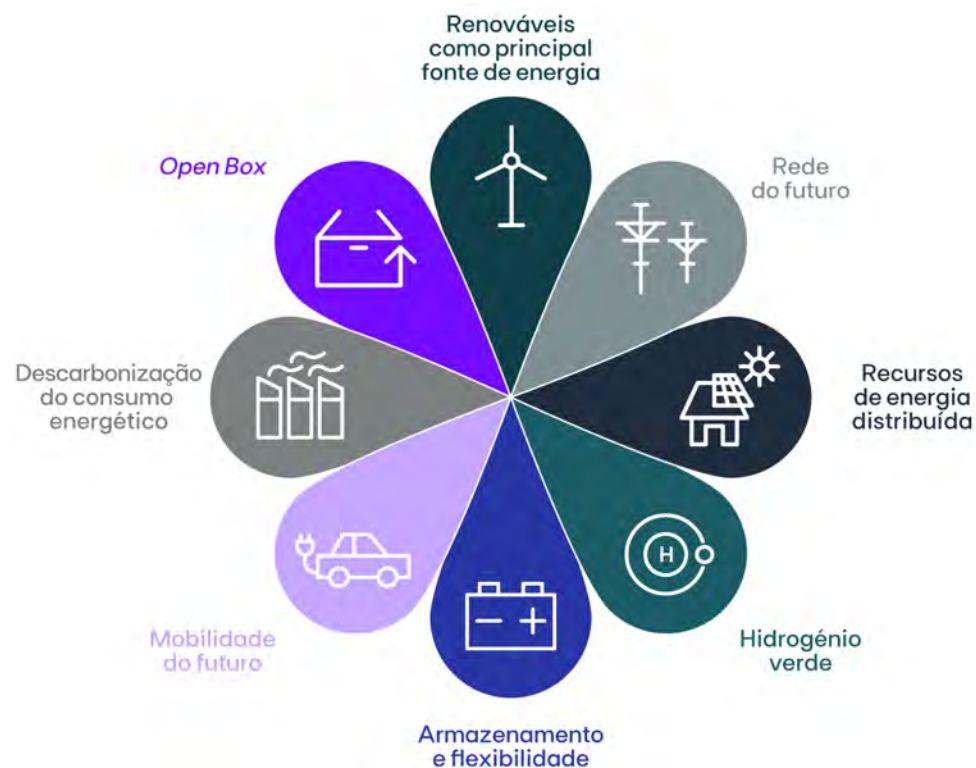 Renováveis
como principal
fonte de energia
Rede
do futuro
Recursos
de energia
distribuída
H
Hidrogénio
verde
Armazenamento
e flexibilidade
Mobilidade
do futuro
Descarbonização
do consumo
energético
Open Box